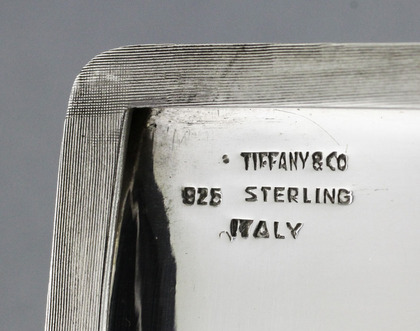 TIFFANY & CO
925 STERLING
ITALY